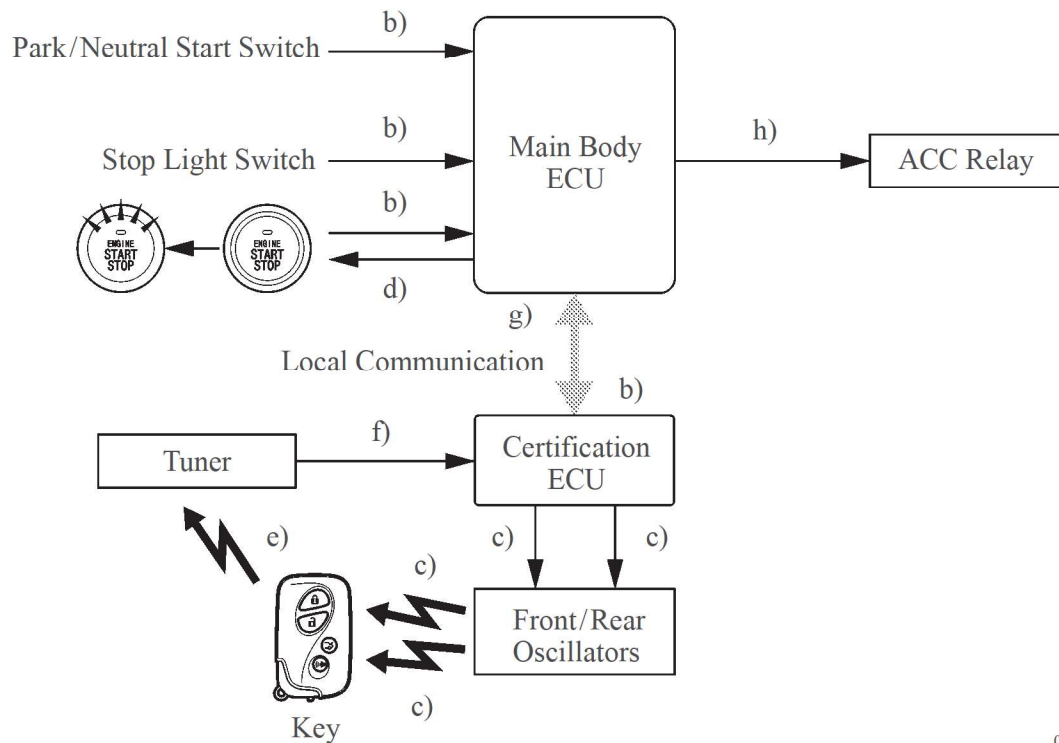 b)
Park/Neutral Start Switch
b)
Stop Light Switch
Main Body
ECU
h)
ACC Relay
b)
ENGINE
START
STOP
ENGINE
START
STOP
d)
g)
Local Communication
b)
Tuner
f)
Certification
ECU
e)
c)
c)
c)
Front/Rear
Oscillators
c)
Key